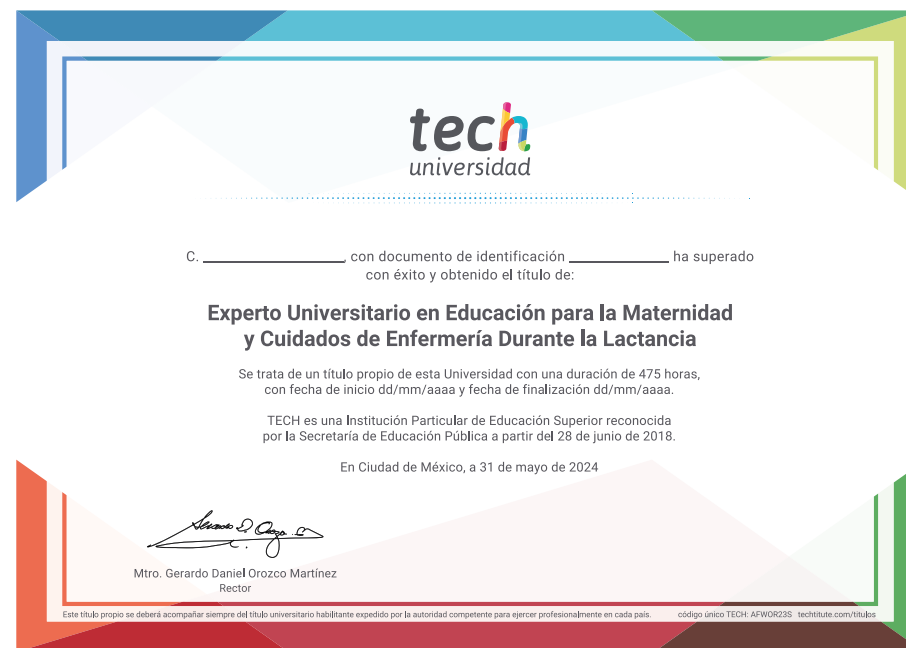 tech
universidad
C. ____________, con documento de identificación ____________ ha superado
con éxito y obtenido el título de:
Experto Universitario en Educación para la Maternidad
y Cuidados de Enfermería Durante la Lactancia
Se trata de un título propio de esta Universidad con una duración de 475 horas,
con fecha de inicio dd/mm/aaaa y fecha de finalización dd/mm/aaaa.
TECH es una Institución Particular de Educación Superior reconocida
por la Secretaría de Educación Pública a partir del 28 de junio de 2018.
En Ciudad de México, a 31 de mayo de 2024
Mtro. Gerardo Daniel Orozco Martínez
Rector
Este título propio se deberá acompañar siempre del título universitario habilitante expedido por la autoridad competente para ejercer profesionalmente en cada país. código único TECH: AFWOR23S techtitute.com/titulos